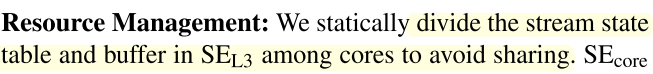 Resource Management: We statically divide the stream state
table and buffer in SE_L3 among cores to avoid sharing. SE_core